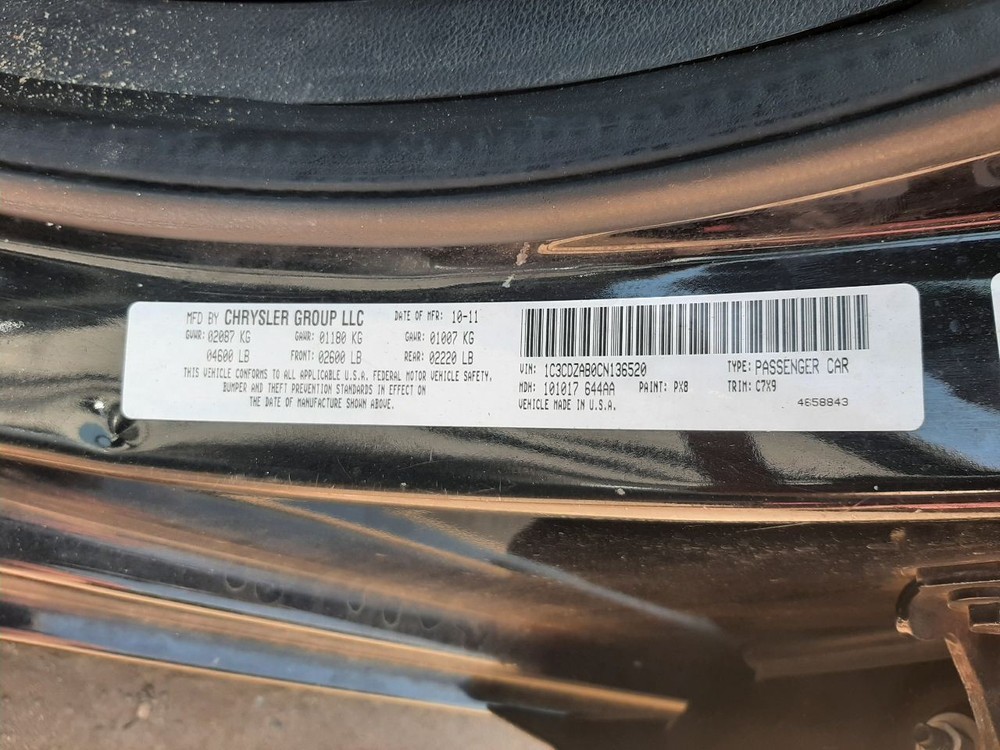 MFD BY CHRYSLER GROUP LLC DATE OF MFR: 10-11
GVWR: 02087 KG GAWR: 01180 KG GAWR: 01007 KG
04600 LB FRONT: 02600 LB REAR: 02220 LB
THIS VEHICLE CONFORMS TO ALL APPLICABLE U.S.A. FEDERAL MOTOR VEHICLE SAFETY,
BUMPER AND THEFT PREVENTION STANDARDS IN EFFECT ON
THE DATE OF MANUFACTURE SHOWN ABOVE.
VIN: 1C3CDZAB0CN136520 TYPE: PASSENGER CAR
MDH: 101017 644AA PAINT: PX8 TRIM: C7X9
VEHICLE MADE IN U.S.A. 4658843